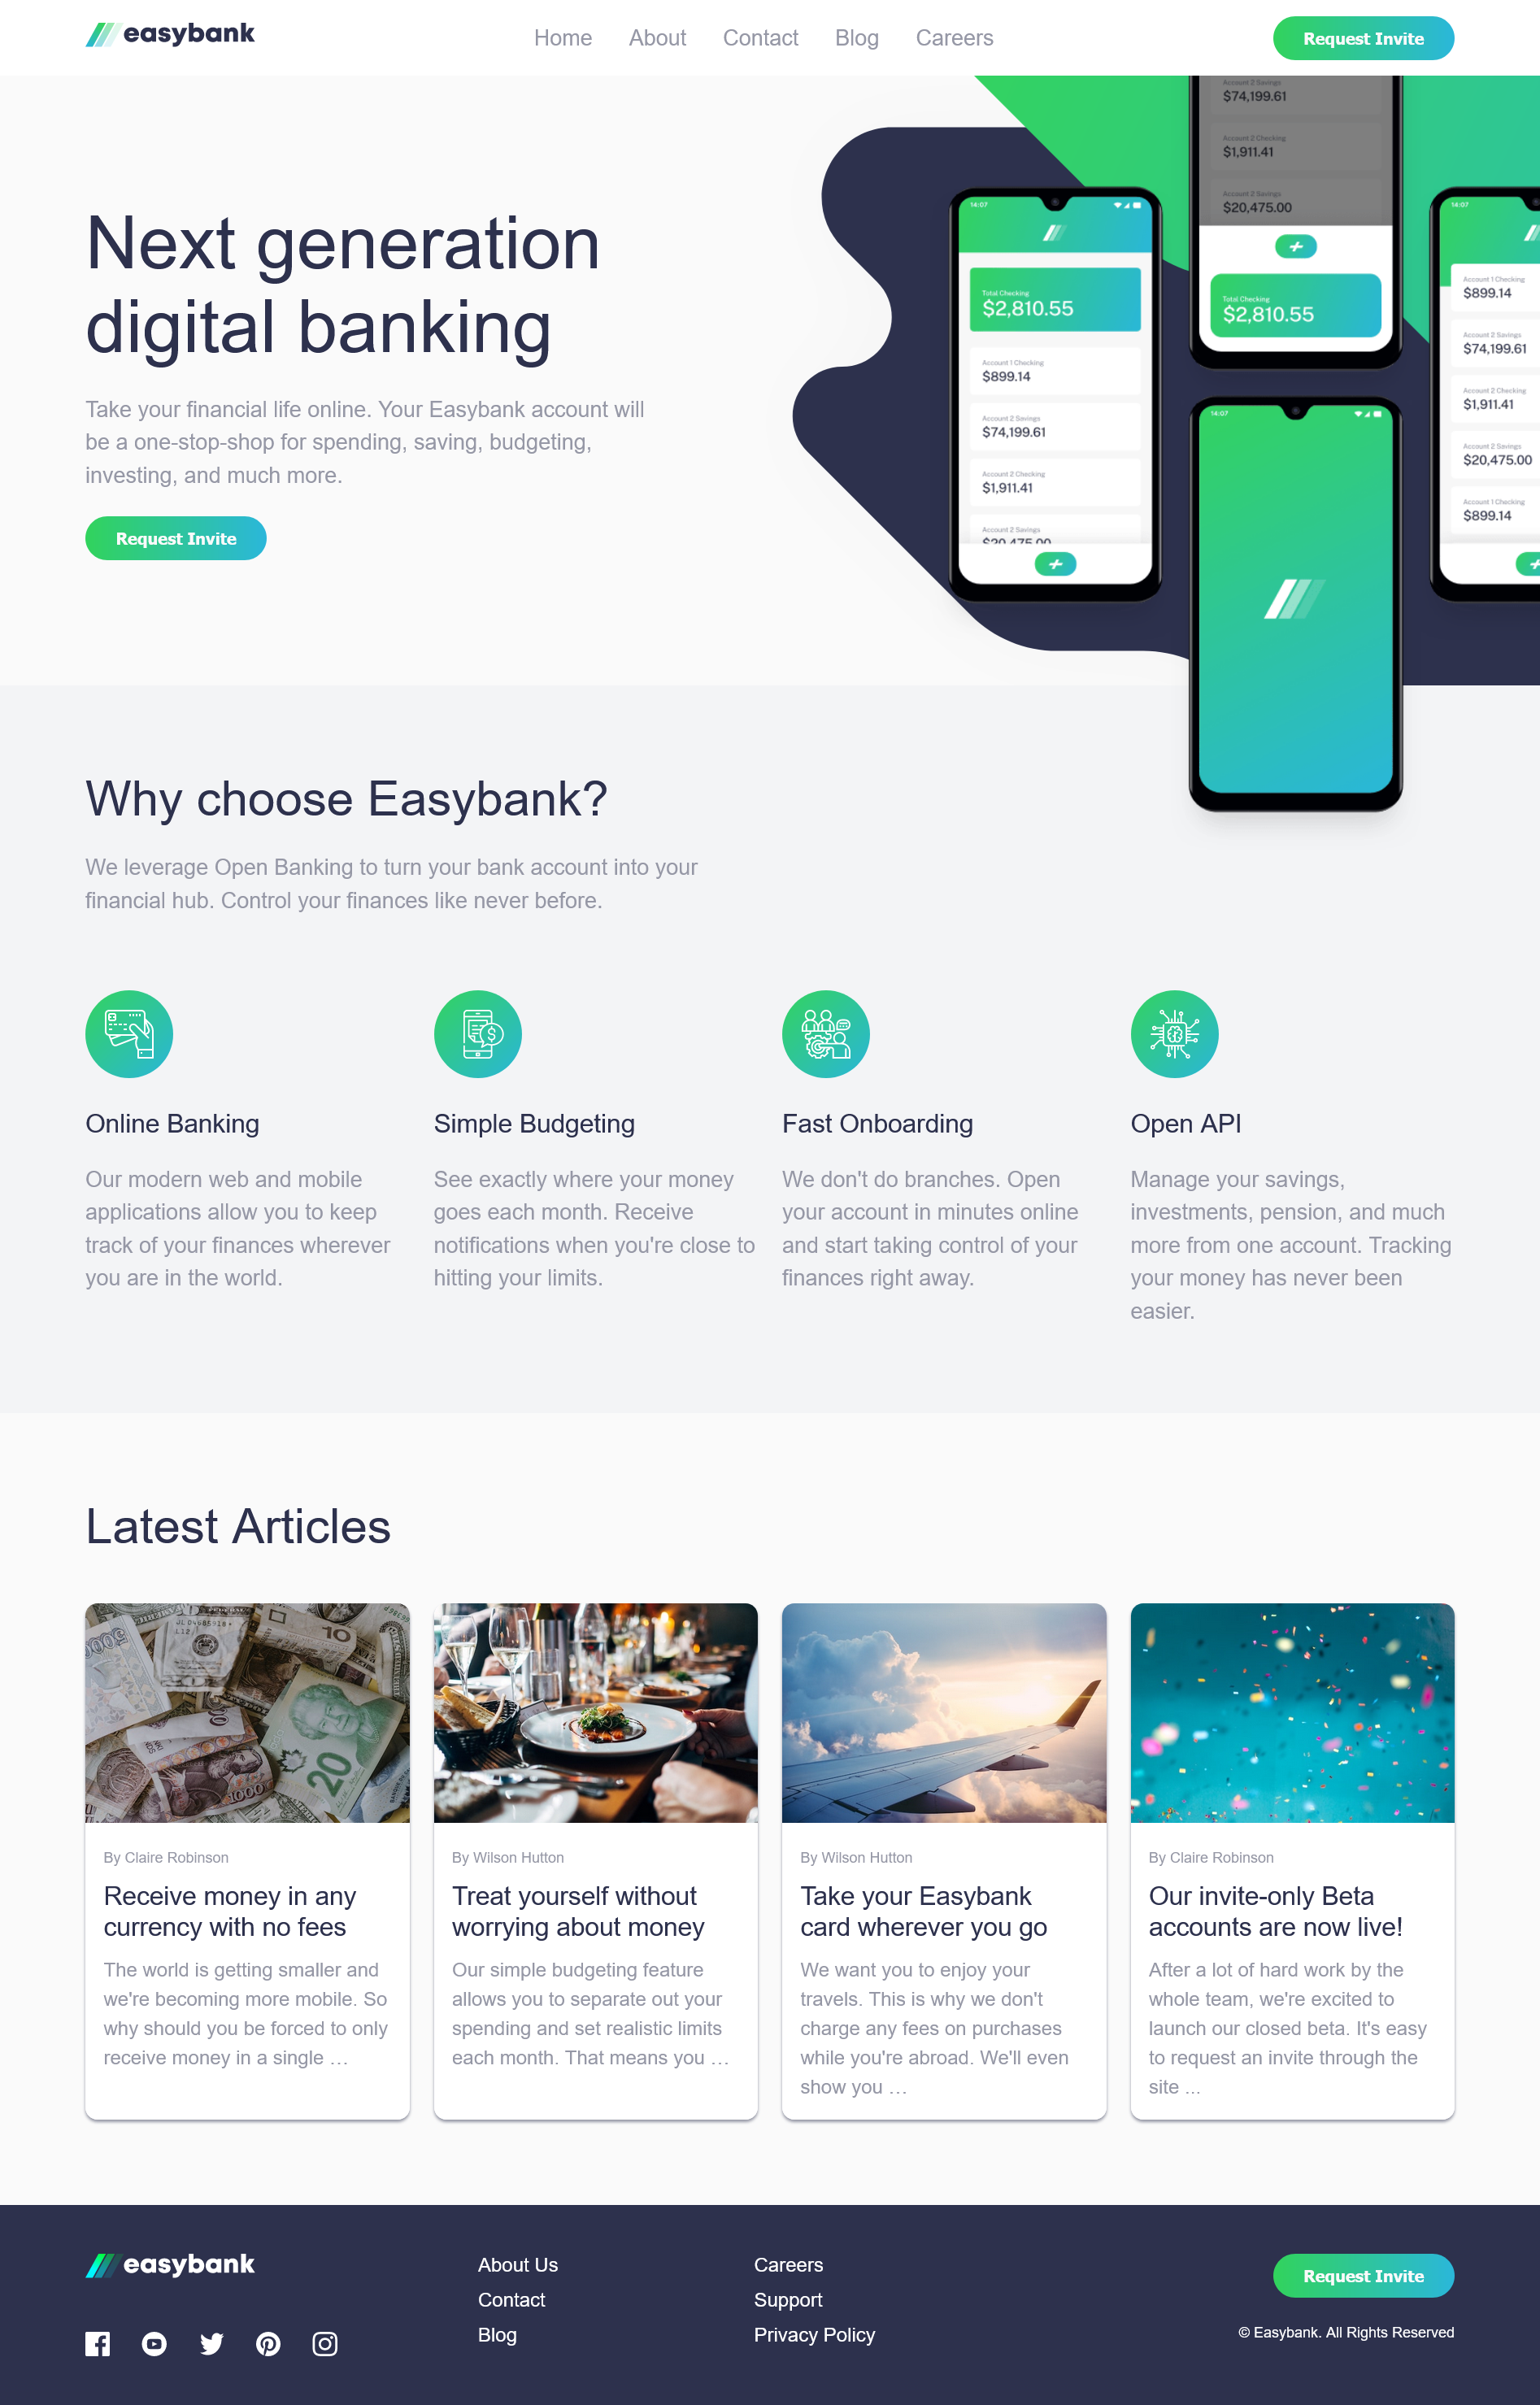 easybank
Home About Contact Blog Careers
Request Invite
Next generation
digital banking
Take your financial life online. Your Easybank account will
be a one-stop-shop for spending, saving, budgeting,
investing, and much more.
Request Invite
Account 2 Savings
$74,199.61
Account 2 Checking
$1,911.41
Account 2 Savings
$20,475.00
Total Checking
$2,810.55
14:07
Total Checking
$2,810.55
Account 1 Checking
$899.14
Account 2 Savings
$74,199.61
Account 2 Checking
$1,911.41
Account 2 Savings
$20,475.00
14:07
Account 1 Checking
$899.14
Account 2 Savings
$74,199.61
Account 2 Checking
$1,911.41
Account 2 Savings
$20,475.00
Account 1 Checking
$899.14
14:07
Why choose Easybank?
We leverage Open Banking to turn your bank account into your
financial hub. Control your finances like never before.
Online Banking
Our modern web and mobile
applications allow you to keep
track of your finances wherever
you are in the world.
Simple Budgeting
See exactly where your money
goes each month. Receive
notifications when you're close to
hitting your limits.
Fast Onboarding
We don't do branches. Open
your account in minutes online
and start taking control of your
finances right away.
Open API
Manage your savings,
investments, pension, and much
more from one account. Tracking
your money has never been
easier.
Latest Articles
10
20
1000
5000
By Claire Robinson
Receive money in any
currency with no fees
The world is getting smaller and
we're becoming more mobile. So
why should you be forced to only
receive money in a single …
By Wilson Hutton
Treat yourself without
worrying about money
Our simple budgeting feature
allows you to separate out your
spending and set realistic limits
each month. That means you …
By Wilson Hutton
Take your Easybank
card wherever you go
We want you to enjoy your
travels. This is why we don't
charge any fees on purchases
while you're abroad. We'll even
show you …
By Claire Robinson
Our invite-only Beta
accounts are now live!
After a lot of hard work by the
whole team, we're excited to
launch our closed beta. It's easy
to request an invite through the
site ...
easybank
About Us
Contact
Blog
Careers
Support
Privacy Policy
Request Invite
© Easybank. All Rights Reserved